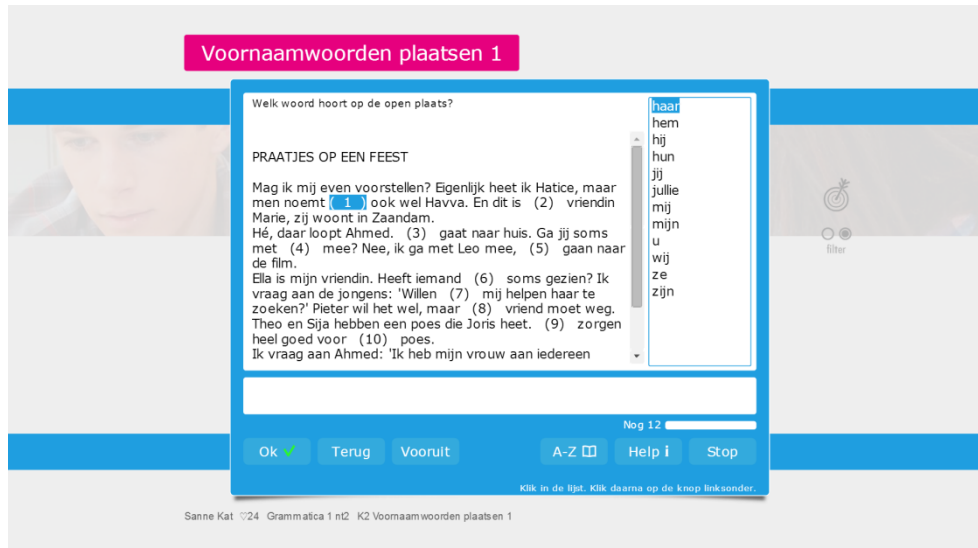 Voornaamwoorden plaatsen 1
Welk woord hoort op de open plaats?
PRAATJES OP EEN FEEST
Mag ik mij even voorstellen? Eigenlijk heet ik Hatice, maar
men noemt ( 1 ) ook wel Havva. En dit is (2) vriendin
Marie, zij woont in Zaandam.
Hé, daar loopt Ahmed. (3) gaat naar huis. Ga jij soms
met (4) mee? Nee, ik ga met Leo mee, (5) gaan naar
de film.
Ella is mijn vriendin. Heeft iemand (6) soms gezien? Ik
vraag aan de jongens: 'Willen (7) mij helpen haar te
zoeken?' Pieter wil het wel, maar (8) vriend moet weg.
Theo en Sija hebben een poes die Joris heet. (9) zorgen
heel goed voor (10) poes.
Ik vraag aan Ahmed: 'Ik heb mijn vrouw aan iedereen
haar
hem
hij
hun
jij
jullie
mij
mijn
u
wij
ze
zijn
filter
Nog 12
Ok Terug Vooruit A-Z Help i Stop
Klik in de lijst. Klik daarna op de knop linksonder.
Sanne Kat ♡24 Grammatica 1 nt2 K2 Voornaamwoorden plaatsen 1